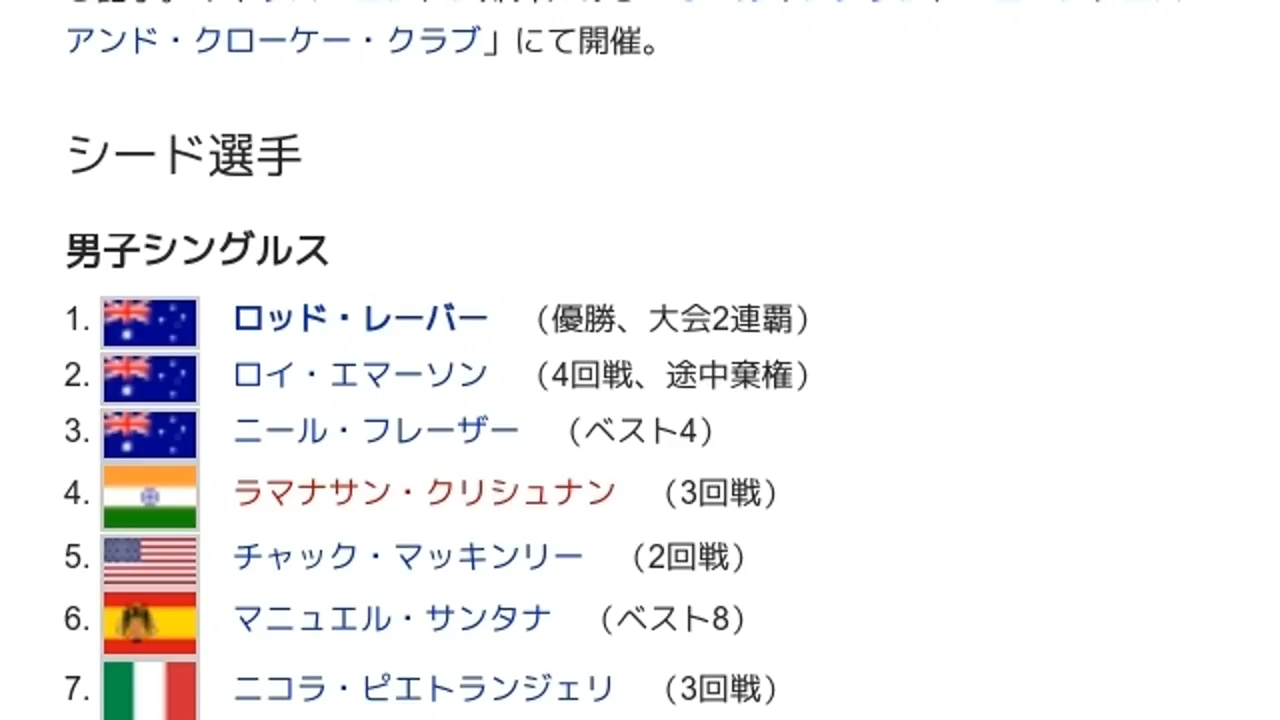 アンド・クローケー・クラブ」にて開催。
シード選手
男子シングルス
1. ロッド・レーバー （優勝、大会2連覇）
2. ロイ・エマーソン （4回戦、途中棄権）
3. ニール・フレーザー （ベスト4）
4. ラマナサン・クリシュナン （3回戦）
5. チャック・マッキンリー （2回戦）
6. マニュエル・サンタナ （ベスト8）
7. ニコラ・ピエトランジェリ （3回戦）